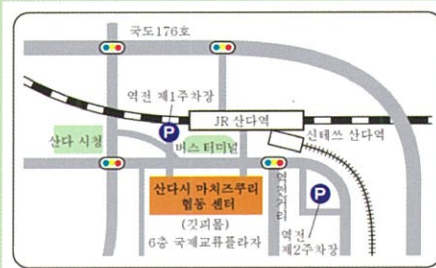 국도176호
역전 제1주차장
P
JR 산다역
신테쓰 산다역
산다 시청
버스 터미널
산다시 마치즈쿠리
협동 센터
(깃피몰)
6층 국제교류플라자
역전거리
P
역전
제2주차장